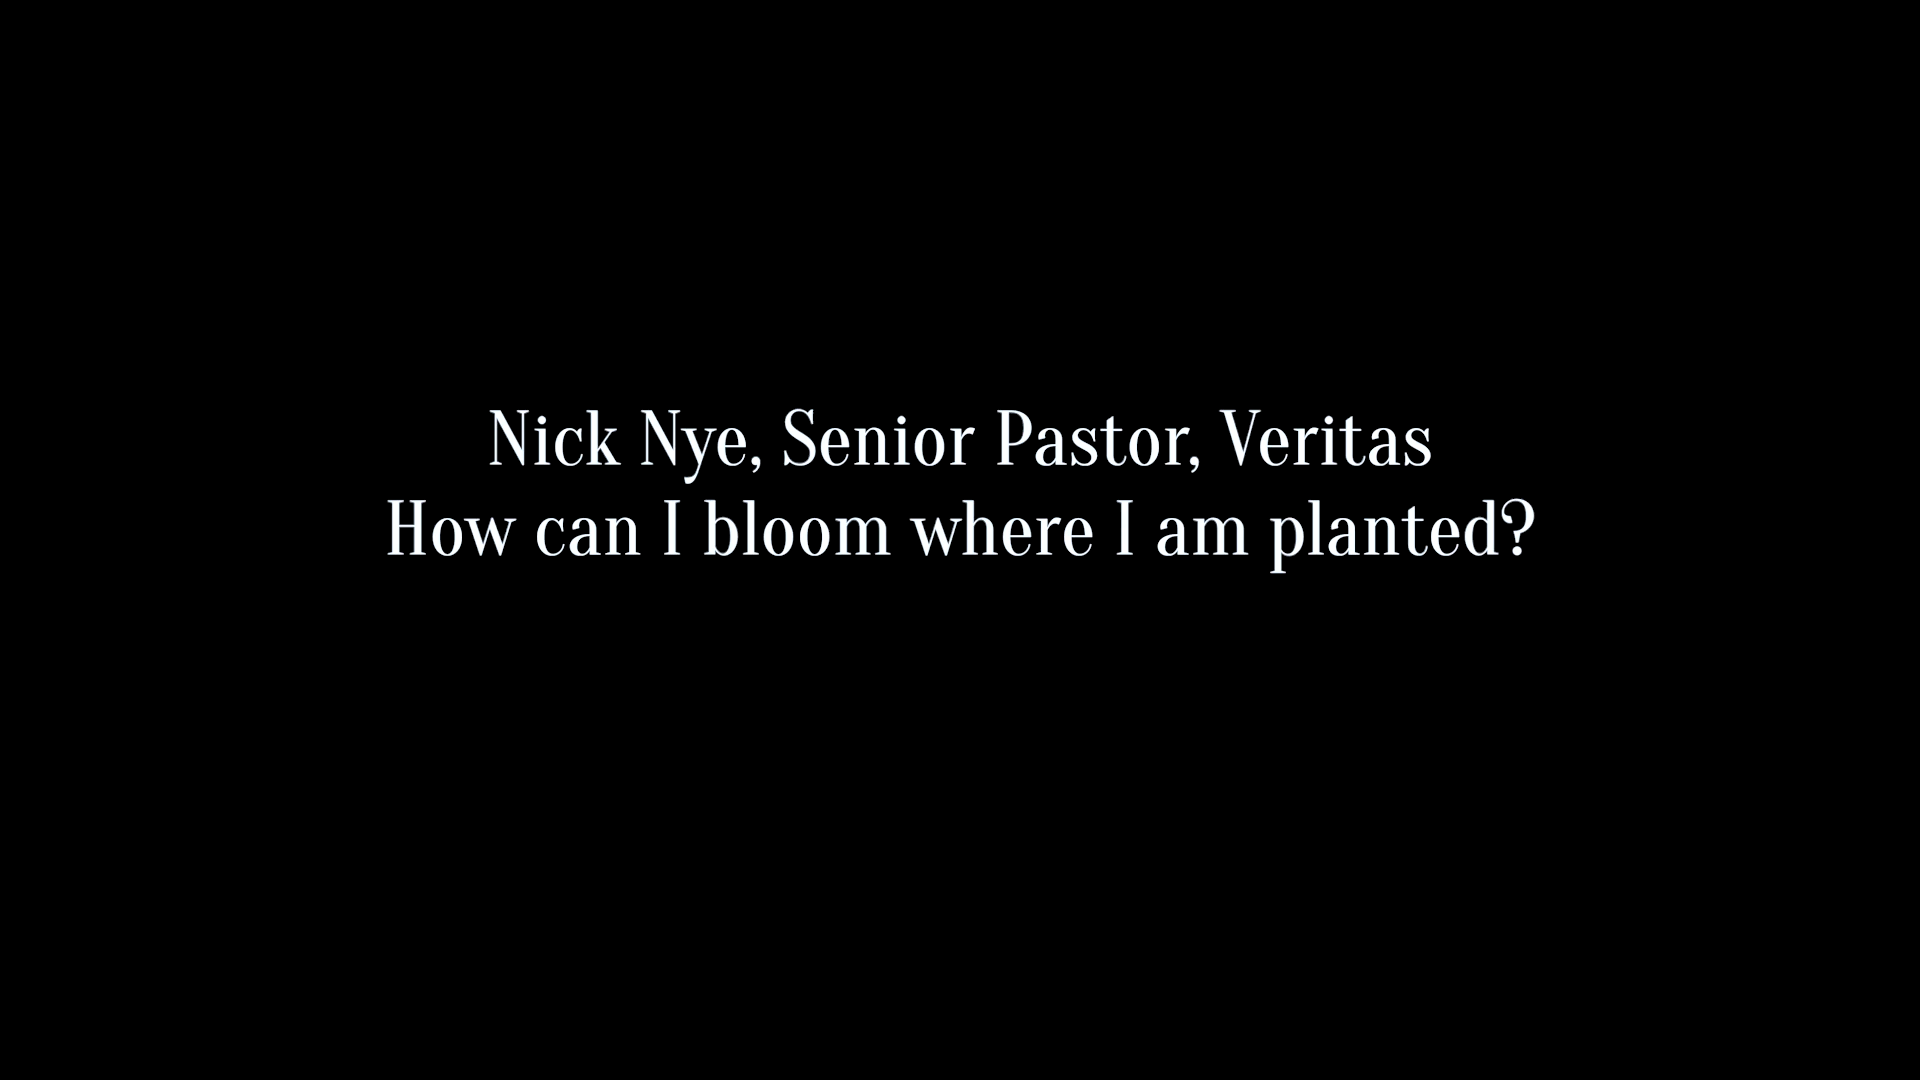 Nick Nye, Senior Pastor, Veritas
How can I bloom where I am planted?